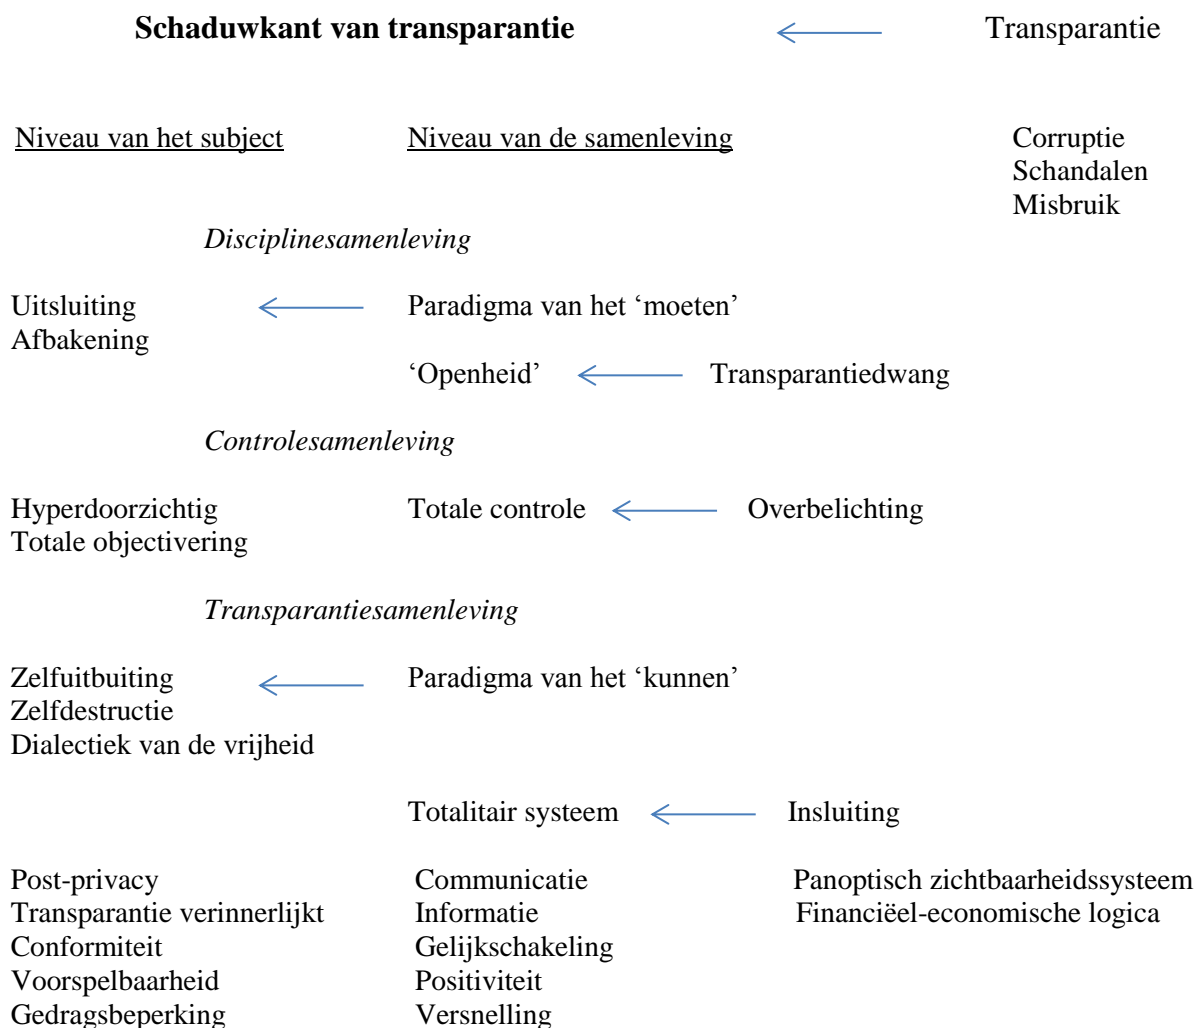 Schaduwkant van transparantie Transparantie
Niveau van het subject Niveau van de samenleving Corruptie
Schandalen
Misbruik
Disciplinesamenleving
Uitsluiting Paradigma van het ‘moeten’
Afbakening
‘Openheid’ Transparantiedwang
Controlesamenleving
Hyperdoorzichtig Totale controle Overbelichting
Totale objectivering
Transparantiesamenleving
Zelfuitbuiting Paradigma van het ‘kunnen’
Zelfdestructie
Dialectiek van de vrijheid
Totalitair systeem Insluiting
Post-privacy Communicatie Panoptisch zichtbaarheidssysteem
Transparantie verinnerlijkt Informatie Financiëel-economische logica
Conformiteit Gelijkschakeling
Voorspelbaarheid Positiviteit
Gedragsbeperking Versnelling